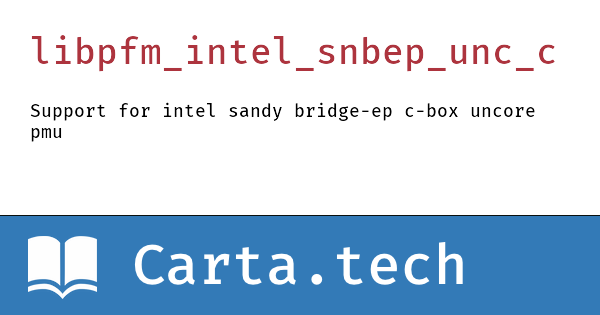 libpfm_intel_snbep_unc_c
Support for intel sandy bridge-ep c-box uncore
pmu
Carta.tech